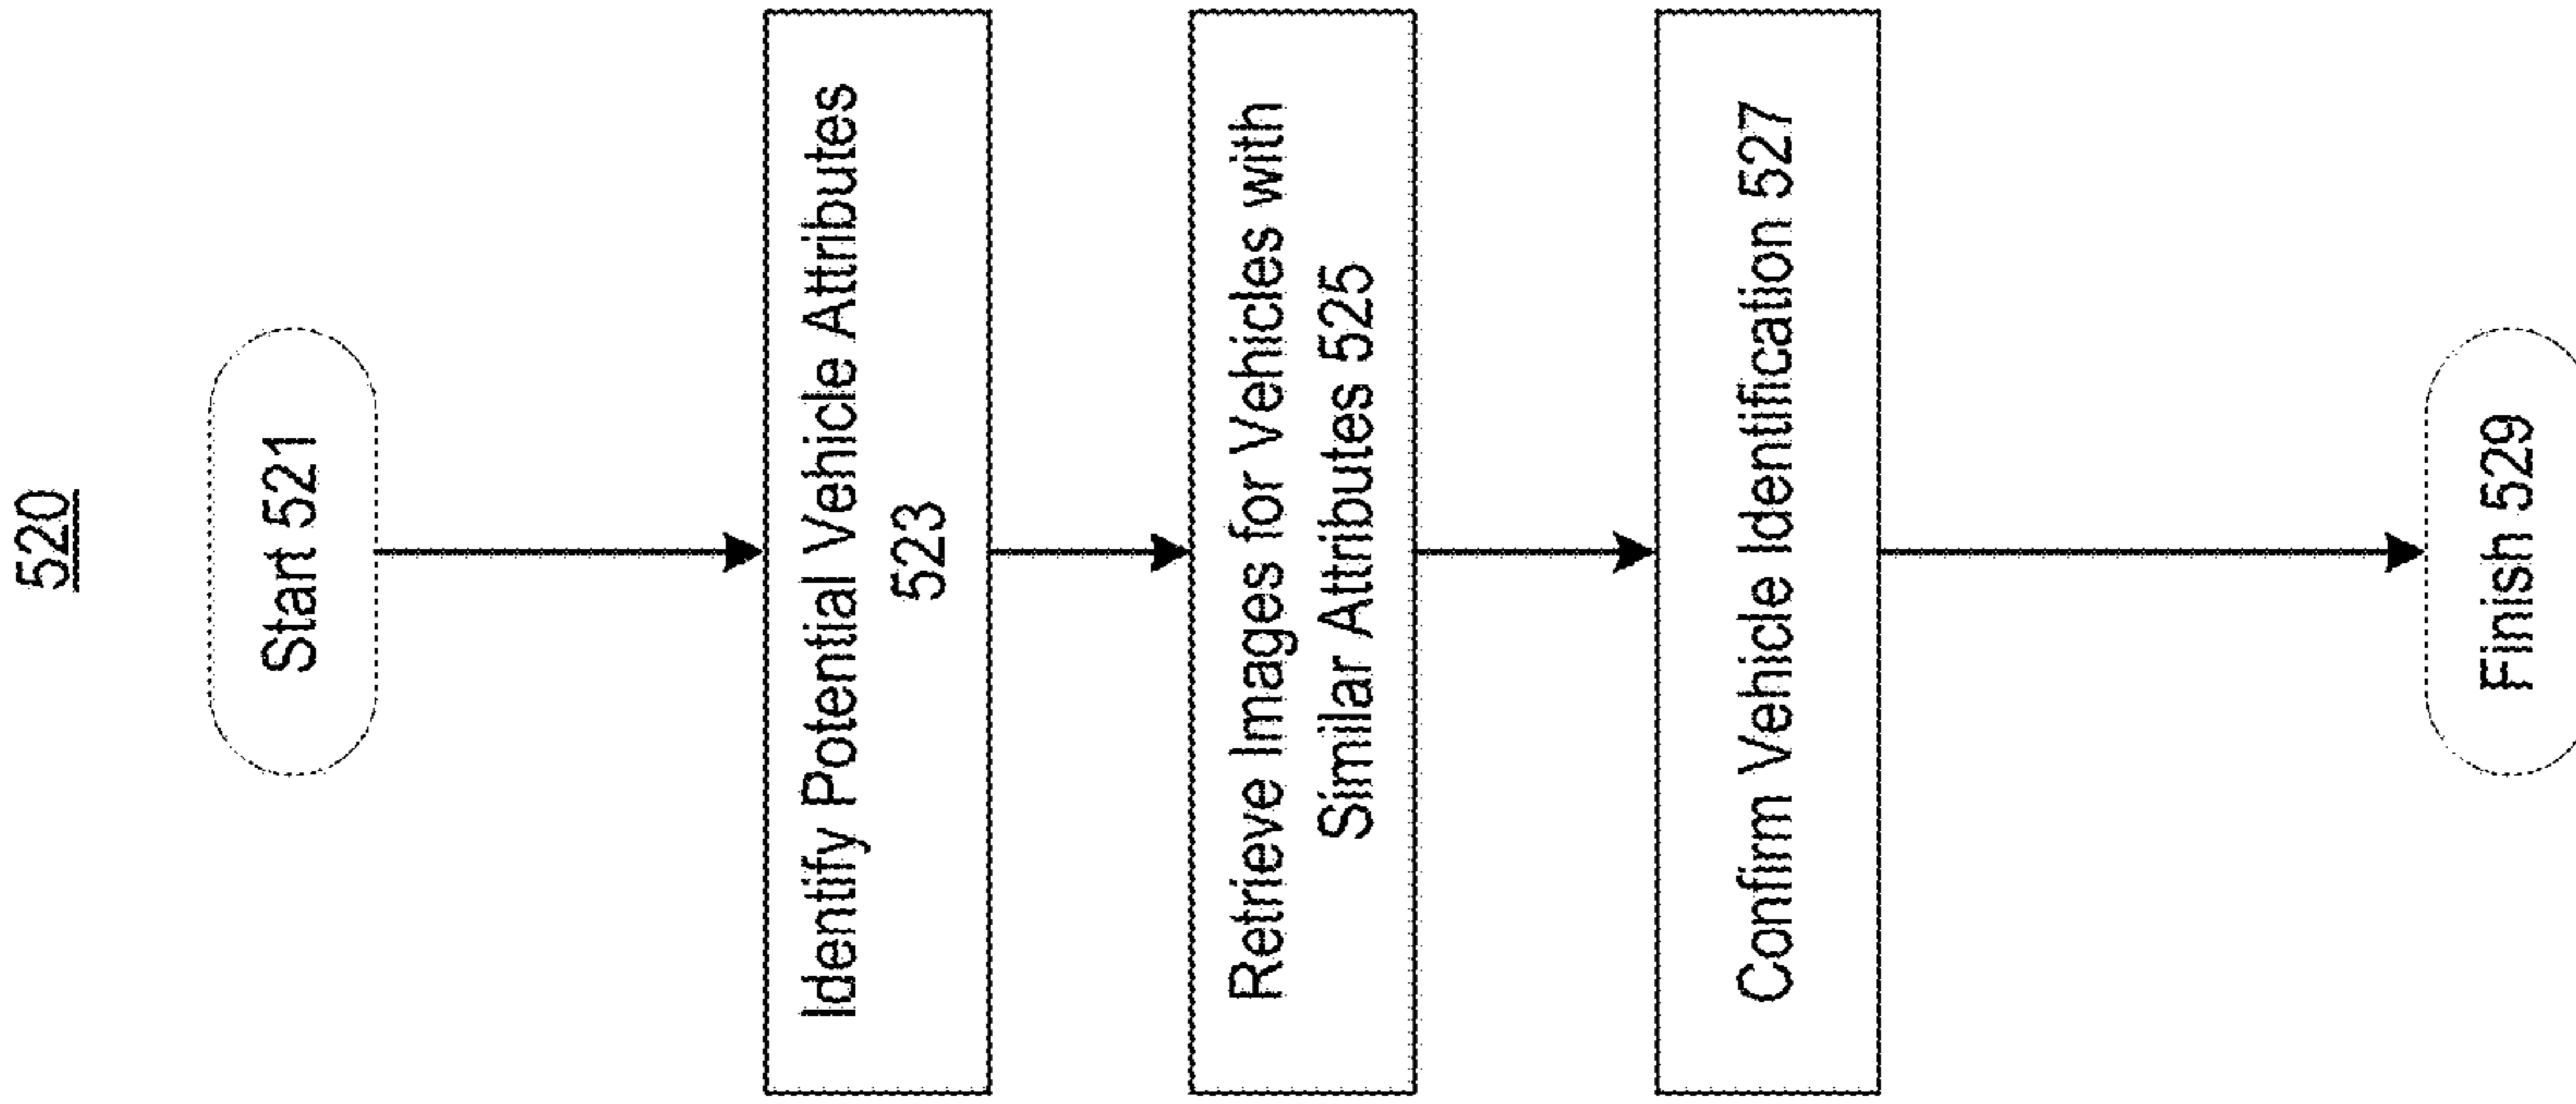 520
Start 521
Identify Potential Vehicle Attributes
523
Retrieve Images for Vehicles with
Similar Attributes 525
Confirm Vehicle Identification 527
Finish 529